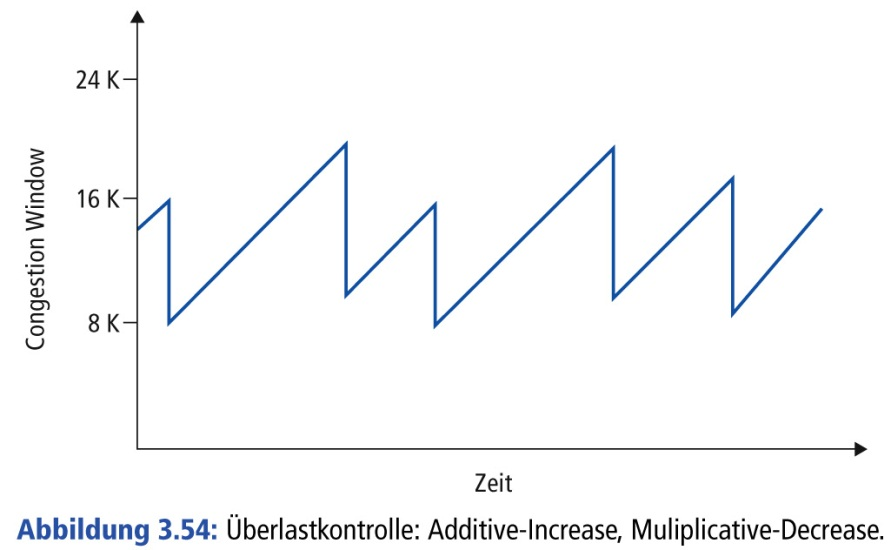 24 K
16 K
8 K
Congestion Window
Zeit
Abbildung 3.54: Überlastkontrolle: Additive-Increase, Muliplicative-Decrease.